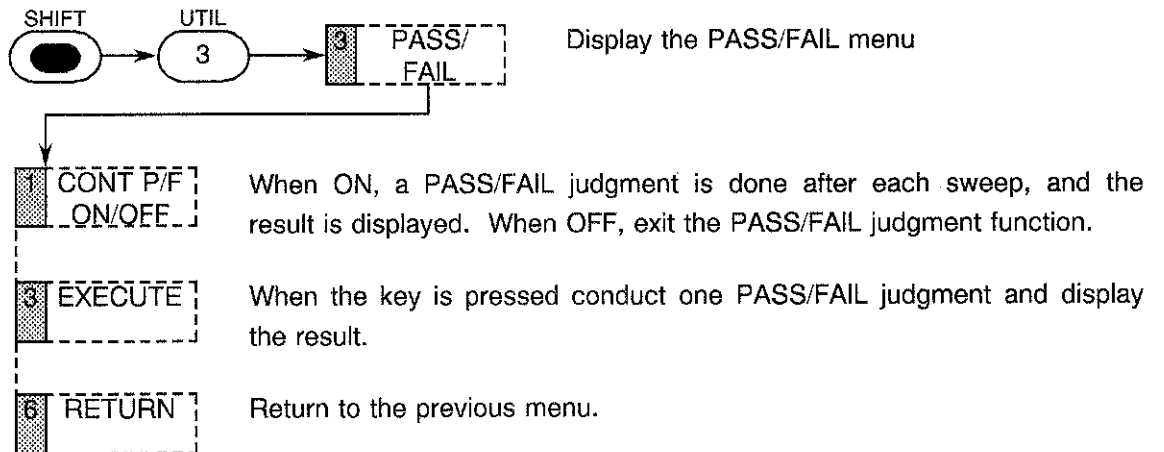 SHIFT
UTIL
3
3 PASS/
FAIL
Display the PASS/FAIL menu
1 CONT P/F
ON/OFF
When ON, a PASS/FAIL judgment is done after each sweep, and the
result is displayed. When OFF, exit the PASS/FAIL judgment function.
3 EXECUTE
When the key is pressed conduct one PASS/FAIL judgment and display
the result.
6 RETURN
Return to the previous menu.